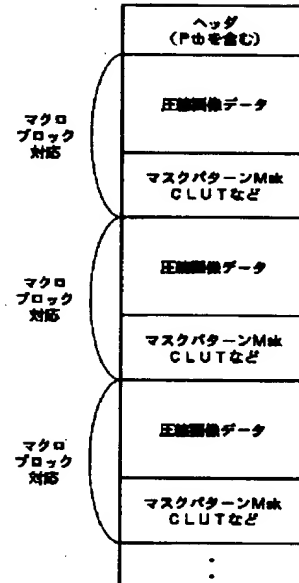 ヘッダ
(Pthを含む)
圧縮画像データ
マクロ
ブロック
対応
マスクパターンMsk
CLUTなど
圧縮画像データ
マクロ
ブロック
対応
マスクパターンMsk
CLUTなど
圧縮画像データ
マクロ
ブロック
対応
マスクパターンMsk
CLUTなど